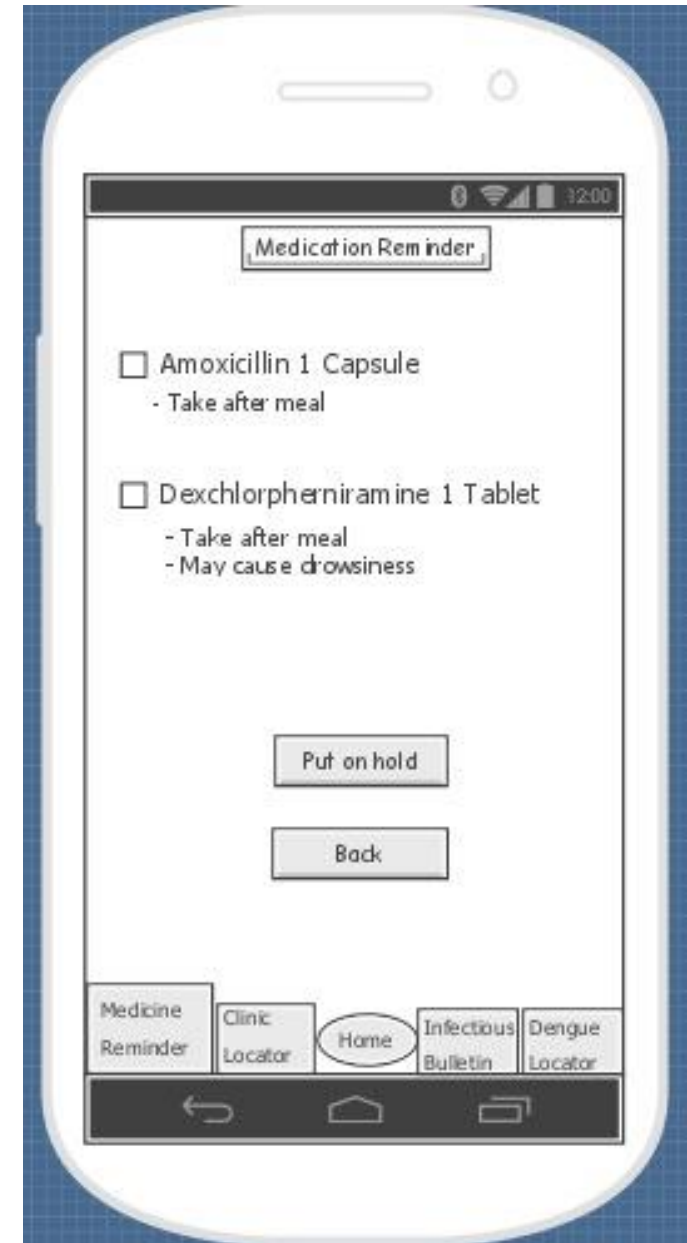 12:00
Medication Reminder
Amoxicillin 1 Capsule
- Take after meal
Dexchlorpherniramine 1 Tablet
- Take after meal
- May cause drowsiness
Put on hold
Back
Medicine
Reminder
Clinic
Locator
Home
Infectious
Bulletin
Dengue
Locator